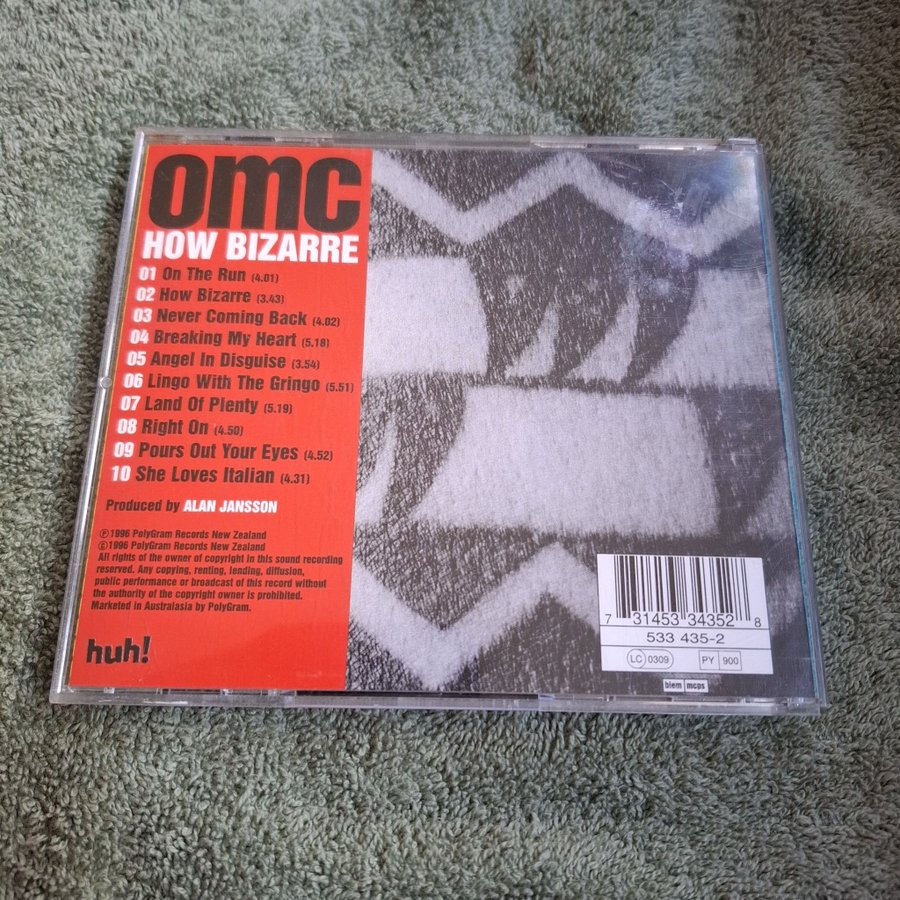 omc
HOW BIZARRE
01 On The Run (4.01)
02 How Bizarre (3.43)
03 Never Coming Back (4.02)
04 Breaking My Heart (5.18)
05 Angel In Disguise (3.54)
06 Lingo With The Gringo (5.51)
07 Land Of Plenty (5.19)
08 Right On (4.50)
09 Pours Out Your Eyes (4.52)
10 She Loves Italian (4.31)
Produced by ALAN JANSSON
℗1996 PolyGram Records New Zealand
©1996 PolyGram Records New Zealand
All rights of the owner of copyright in this sound recording
reserved. Any copying, renting, lending, diffusion,
public performance or broadcast of this record without
the authority of the copyright owner is prohibited.
Marketed in Australasia by PolyGram.
huh!
7 31453 34352 8
533 435-2
LC 0309 PY 900
biem mcps